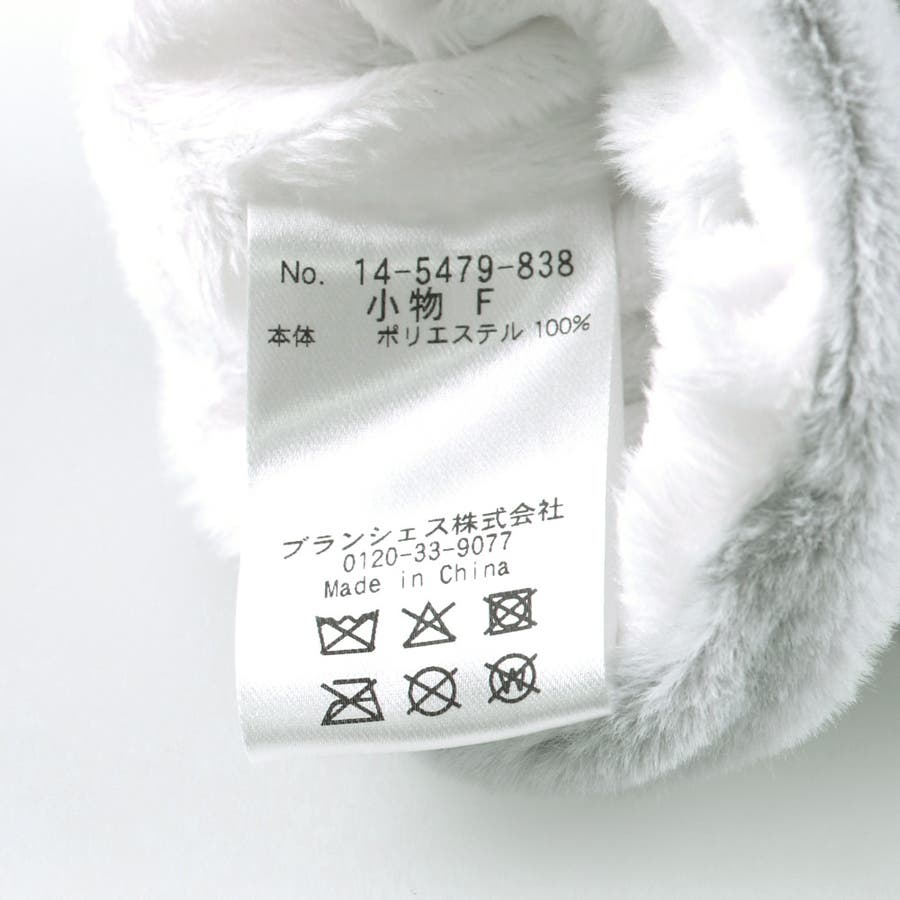 No. 14-5479-838
小物 F
本体 ポリエステル 100%
ブランシェス株式会社
0120-33-9077
Made in China
W